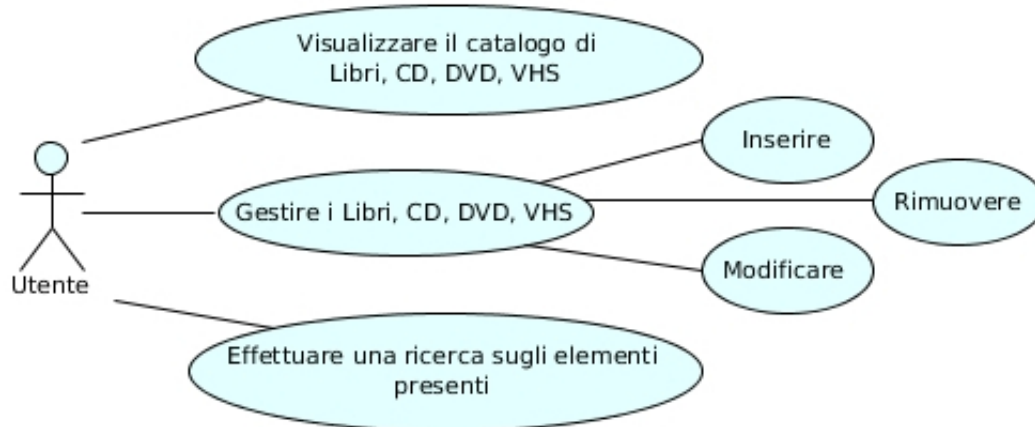 Visualizzare il catalogo di
Libri, CD, DVD, VHS
Inserire
Gestire i Libri, CD, DVD, VHS
Rimuovere
Modificare
Utente
Effettuare una ricerca sugli elementi
presenti